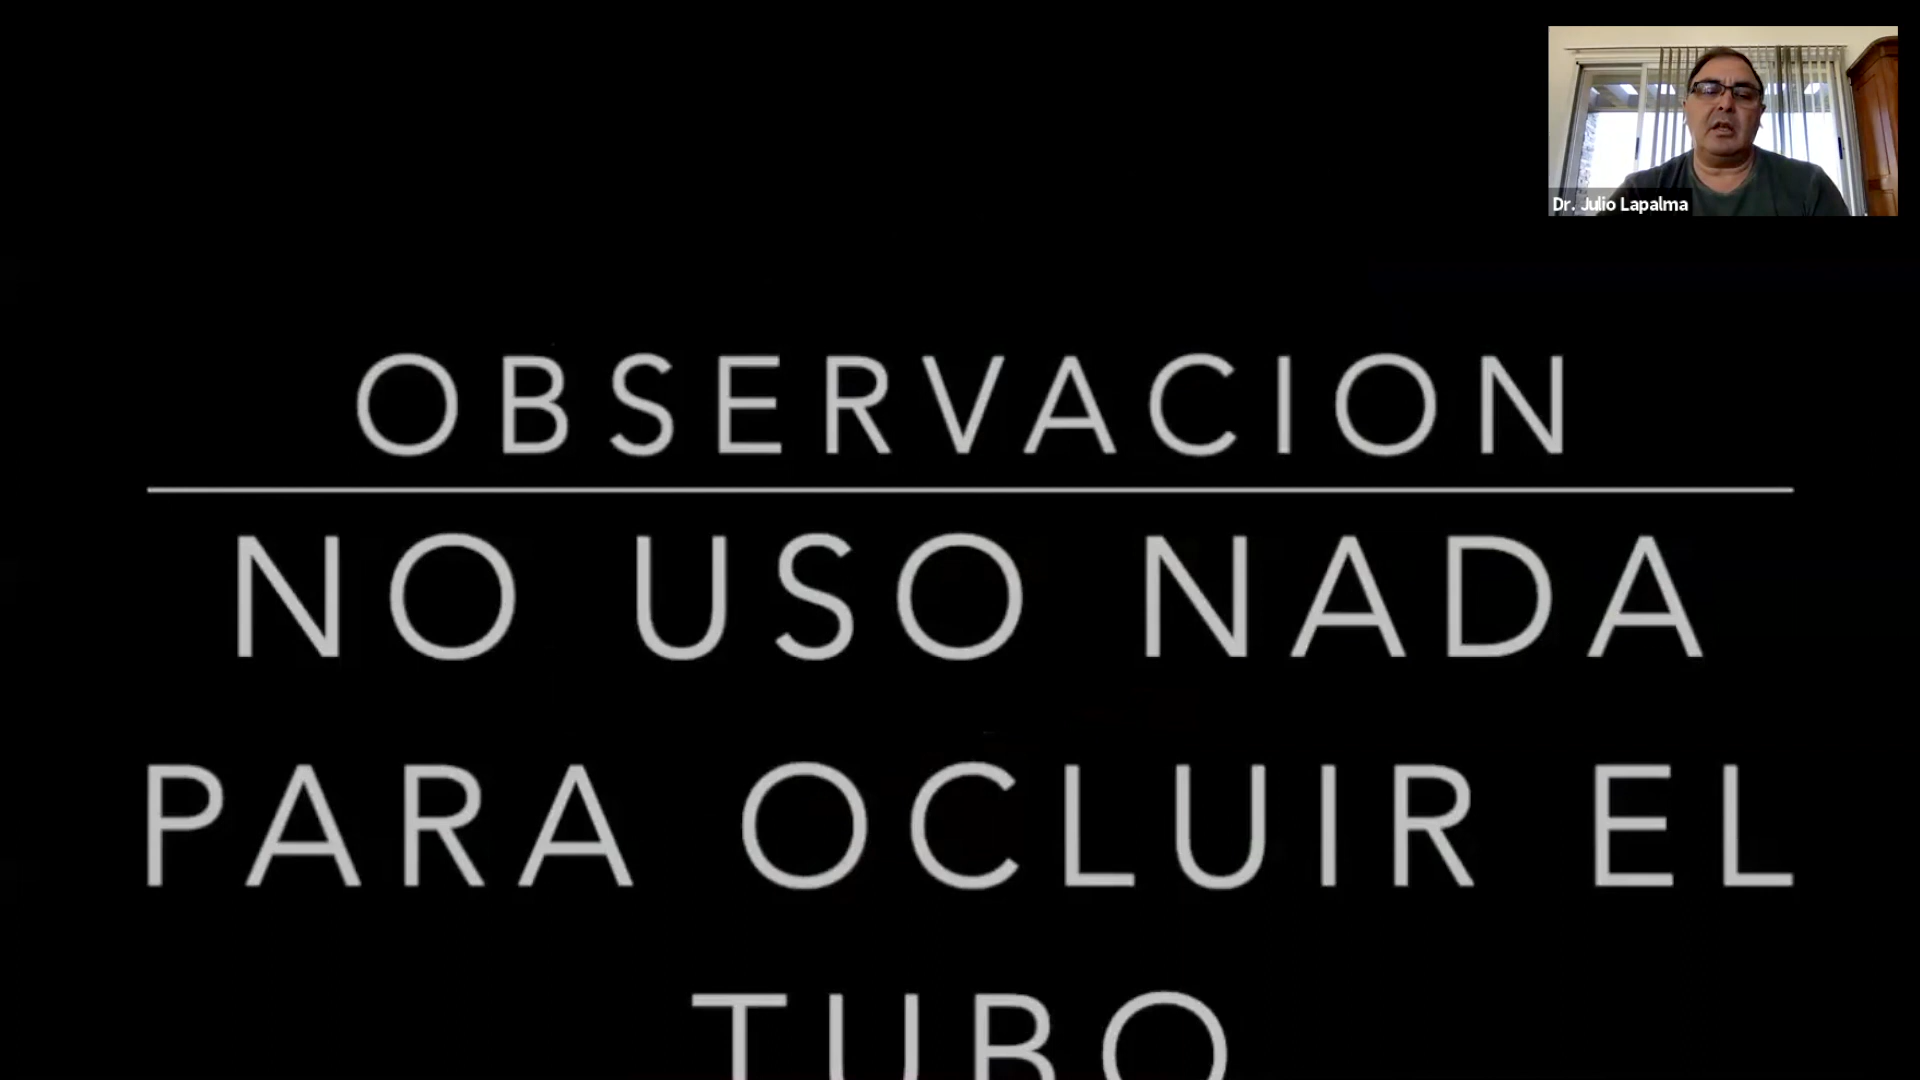 Dr. Julio Lapalma
OBSERVACION
NO USO NADA
PARA OCLUIR EL
TUBO